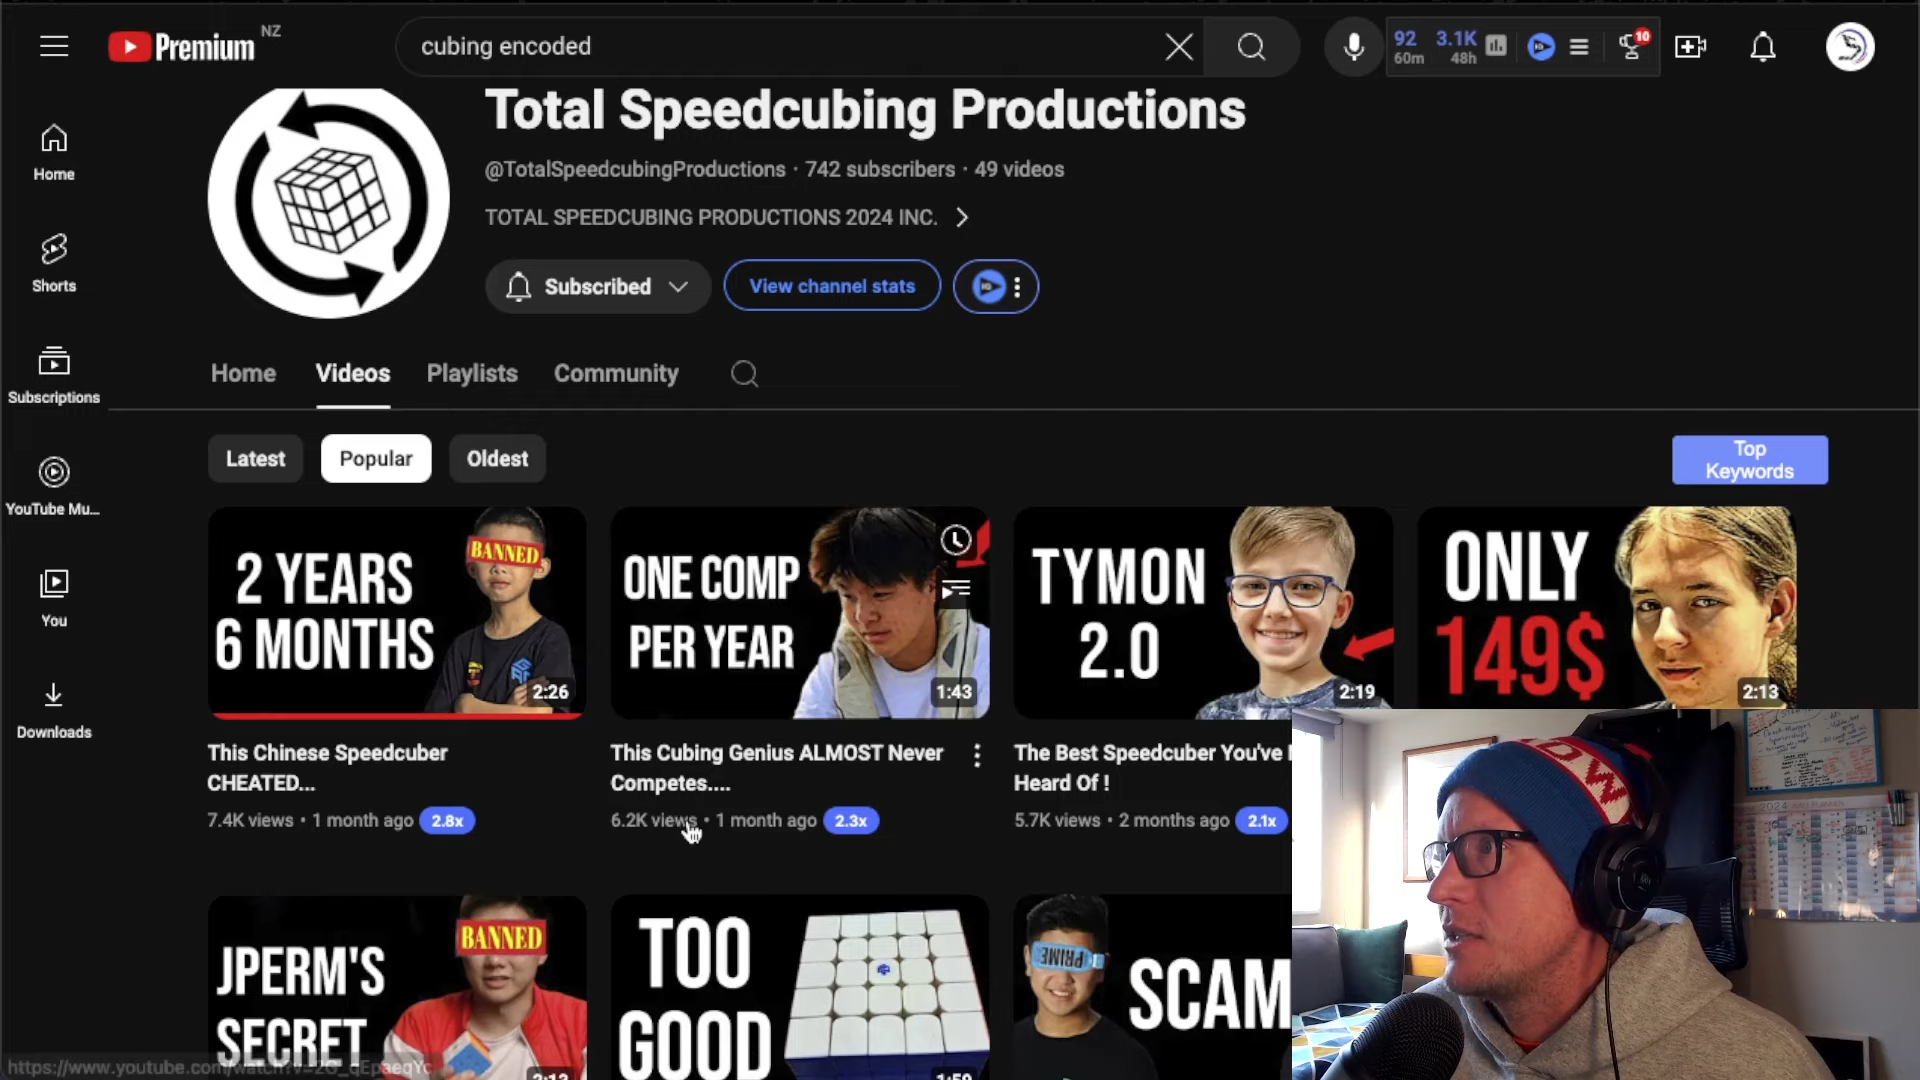 Premium NZ
cubing encoded
92
60m
3.1K
48h
10
Home
Shorts
Subscriptions
YouTube Mu...
You
Downloads
Total Speedcubing Productions
@TotalSpeedcubingProductions · 742 subscribers · 49 videos
TOTAL SPEEDCUBING PRODUCTIONS 2024 INC.
Subscribed
View channel stats
Home
Videos
Playlists
Community
Latest
Popular
Oldest
Top
Keywords
BANNED
2 YEARS
6 MONTHS
2:26
ONE COMP
PER YEAR
1:43
TYMON
2.0
2:19
ONLY
149$
2:13
This Chinese Speedcuber
CHEATED...
7.4K views • 1 month ago 2.8x
This Cubing Genius ALMOST Never
Competes....
6.2K views • 1 month ago 2.3x
The Best Speedcuber You've
Heard Of !
5.7K views • 2 months ago 2.1x
BANNED
JPERM'S
SECRET
2:13
TOO
GOOD
1:59
PRIME
SCAM
2024